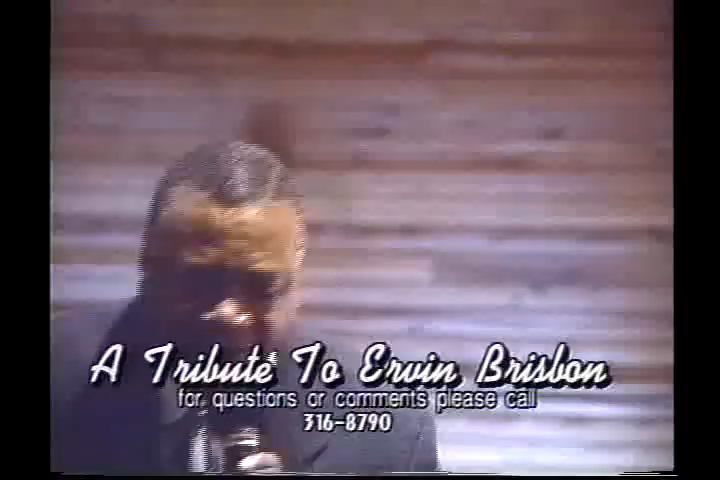 A Tribute To Ervin Brisbon
for questions or comments please call
316-8790